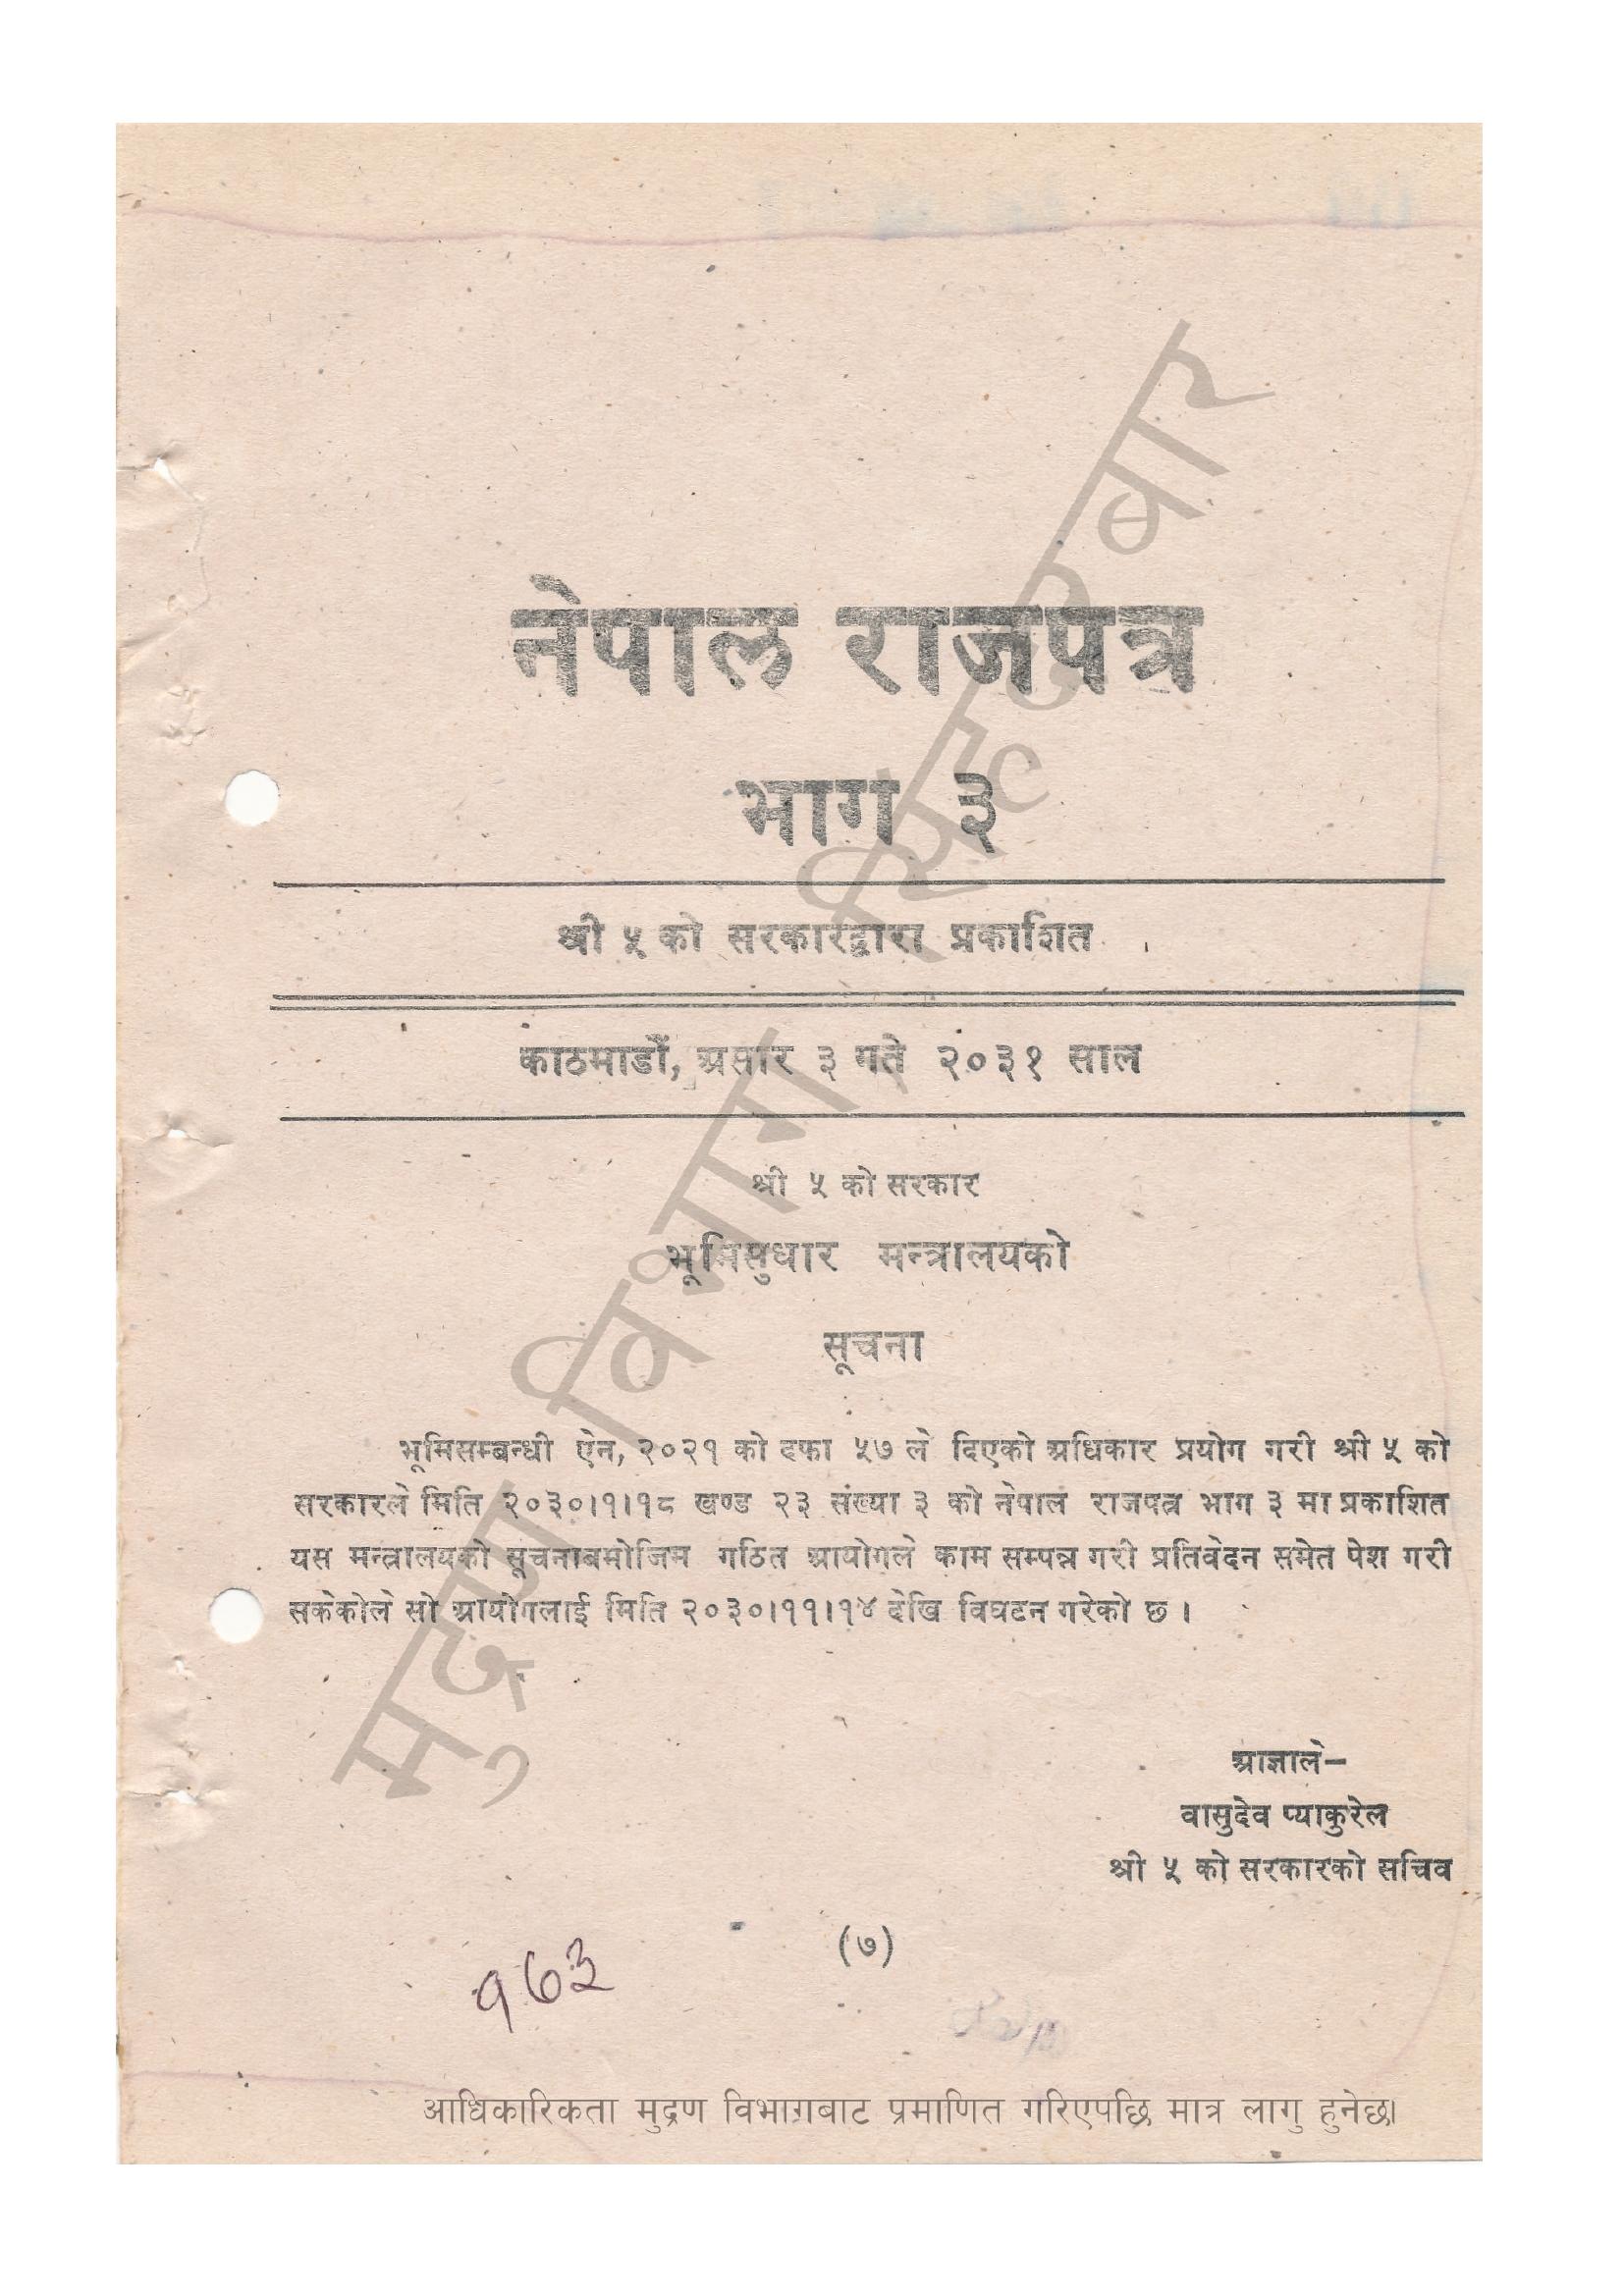 नेपाल राजपत्र
भाग ३
श्री ५ को सरकारद्वारा प्रकाशित
काठमाडौं, असार ३ गते २०३१ साल
श्री ५ को सरकार
भूमिसुधार मन्त्रालयको
सूचना
भूमिसम्बन्धी ऐन, २०२१ को दफा ५७ ले दिएको अधिकार प्रयोग गरी श्री ५ को
सरकारले मिति २०३०।१।१८ खण्ड २३ संख्या ३ को नेपाल राजपत्र भाग ३ मा प्रकाशित
यस मन्त्रालयको सूचनाबमोजिम गठित आयोगले काम सम्पन्न गरी प्रतिवेदन समेत पेश गरी
सकेकोले सो आयोगलाई मिति २०३०।११।१४ देखि विघटन गरेको छ ।
आज्ञाले–
वासुदेव प्याकुरेल
श्री ५ को सरकारको सचिव
(७)
१७३
मुद्रण विभाग, सिंहदरबार
आधिकारिकता मुद्रण विभागबाट प्रमाणित गरिएपछि मात्र लागु हुनेछ।